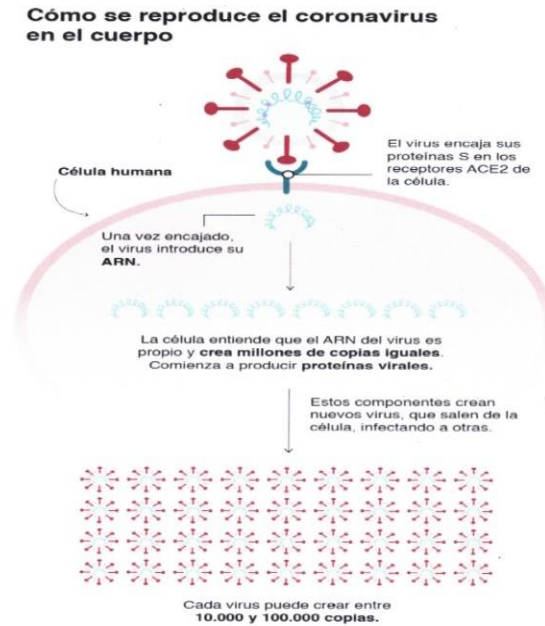 Cómo se reproduce el coronavirus
en el cuerpo
El virus encaja sus
proteínas S en los
receptores ACE2 de
la célula.
Célula humana
Una vez encajado,
el virus introduce su
ARN.
La célula entiende que el ARN del virus es
propio y crea millones de copias iguales.
Comienza a producir proteínas virales.
Estos componentes crean
nuevos virus, que salen de la
célula, infectando a otras.
Cada virus puede crear entre
10.000 y 100.000 copias.